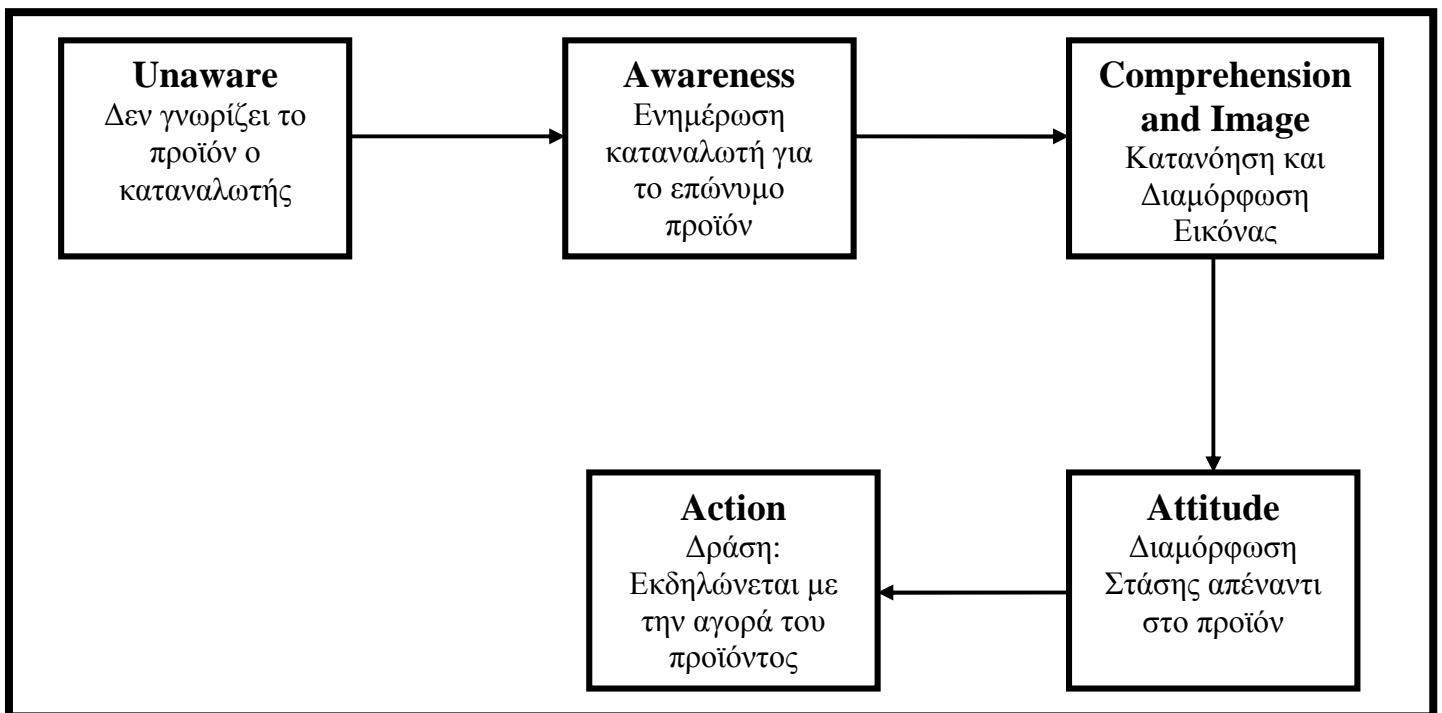 Unaware
Δεν γνωρίζει το
προϊόν ο
καταναλωτής
Awareness
Ενημέρωση
καταναλωτή για
το επώνυμο
προϊόν
Comprehension
and Image
Κατανόηση και
Διαμόρφωση
Εικόνας
Attitude
Διαμόρφωση
Στάσης απέναντι
στο προϊόν
Action
Δράση:
Εκδηλώνεται με
την αγορά του
προϊόντος